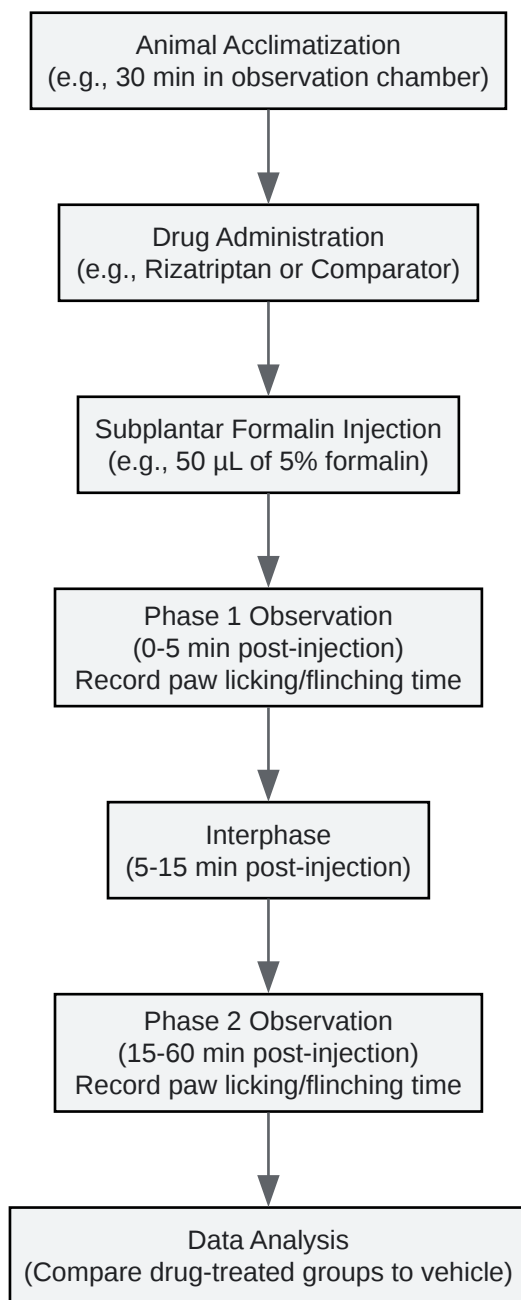 Animal Acclimatization
(e.g., 30 min in observation chamber)
Drug Administration
(e.g., Rizatriptan or Comparator)
Subplantar Formalin Injection
(e.g., 50 µL of 5% formalin)
Phase 1 Observation
(0-5 min post-injection)
Record paw licking/flinching time
Interphase
(5-15 min post-injection)
Phase 2 Observation
(15-60 min post-injection)
Record paw licking/flinching time
Data Analysis
(Compare drug-treated groups to vehicle)